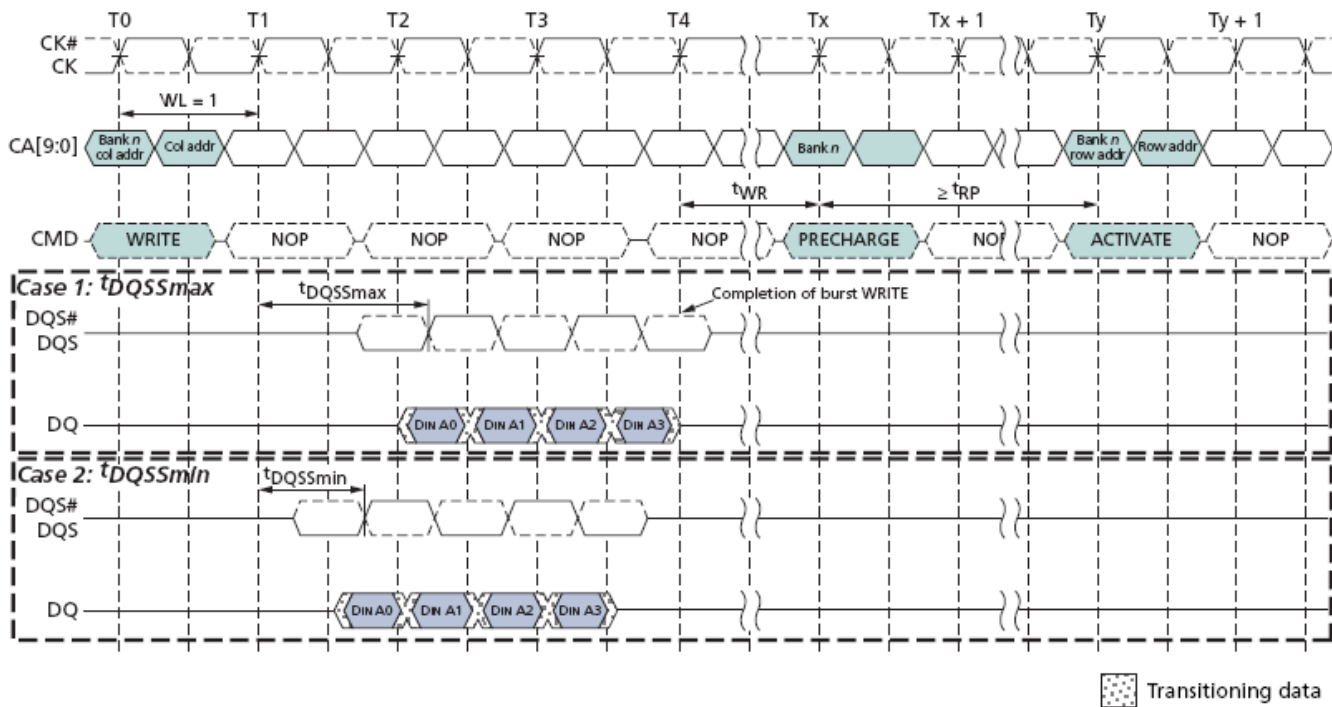 T0 T1 T2 T3 T4 Tx Tx + 1 Ty Ty + 1
CK#
CK
WL = 1
CA[9:0] Bank n col addr Col addr Bank n Bank n row addr Row addr
tWR ≥ tRP
CMD WRITE NOP NOP NOP NOP PRECHARGE NOP ACTIVATE NOP
Case 1: tDQSSmax
tDQSSmax
Completion of burst WRITE
DQS#
DQS
DQ DIN A0 DIN A1 DIN A2 DIN A3
Case 2: tDQSSmin
tDQSSmin
DQS#
DQS
DQ DIN A0 DIN A1 DIN A2 DIN A3
Transitioning data